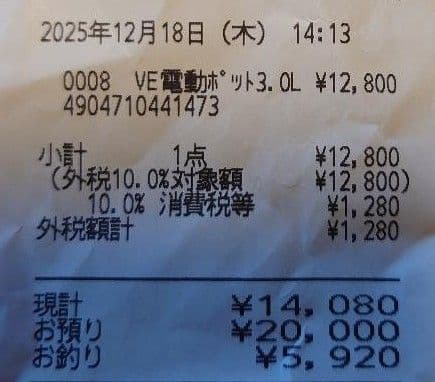 2025年12月18日（木） 14:13
0008 VE電動ﾎﾟｯﾄ3.0L ¥12,800
4904710441473
小計 1点 ¥12,800
（外税10.0%対象額 ¥12,800）
10.0% 消費税等 ¥1,280
外税額計 ¥1,280
現計 ¥14,080
お預り ¥20,000
お釣り ¥5,920